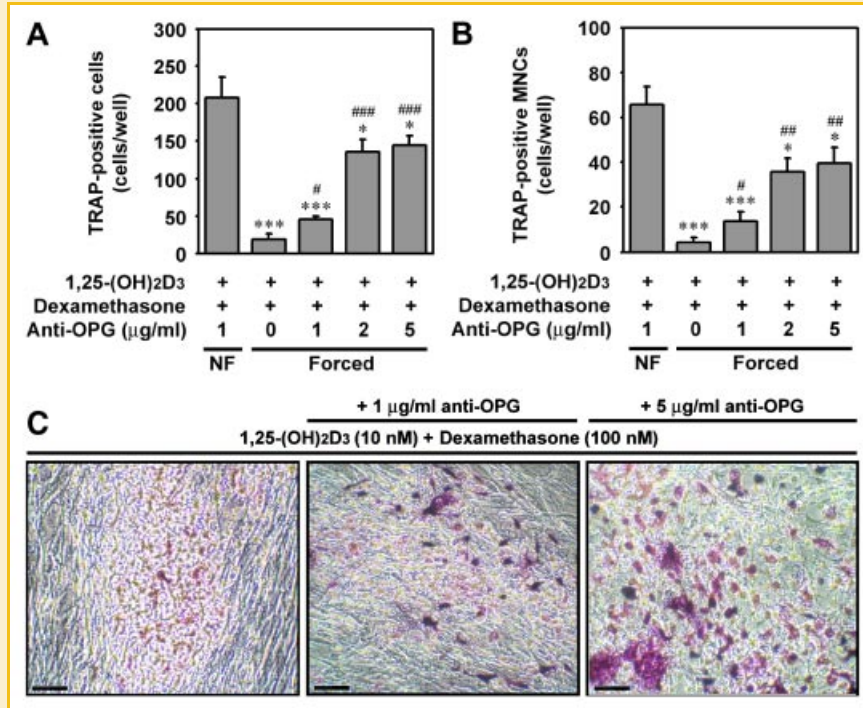 A
TRAP-positive cells
(cells/well)
300
250
200
150
100
50
0
***
#
***
###
*
###
*
1,25-(OH)2D3 + + + + +
Dexamethasone + + + + +
Anti-OPG (μg/ml) 1 0 1 2 5
NF Forced
B
TRAP-positive MNCs
(cells/well)
100
80
60
40
20
0
***
#
***
##
*
##
*
1,25-(OH)2D3 + + + + +
Dexamethasone + + + + +
Anti-OPG (μg/ml) 1 0 1 2 5
NF Forced
C
+ 1 μg/ml anti-OPG + 5 μg/ml anti-OPG
1,25-(OH)2D3 (10 nM) + Dexamethasone (100 nM)